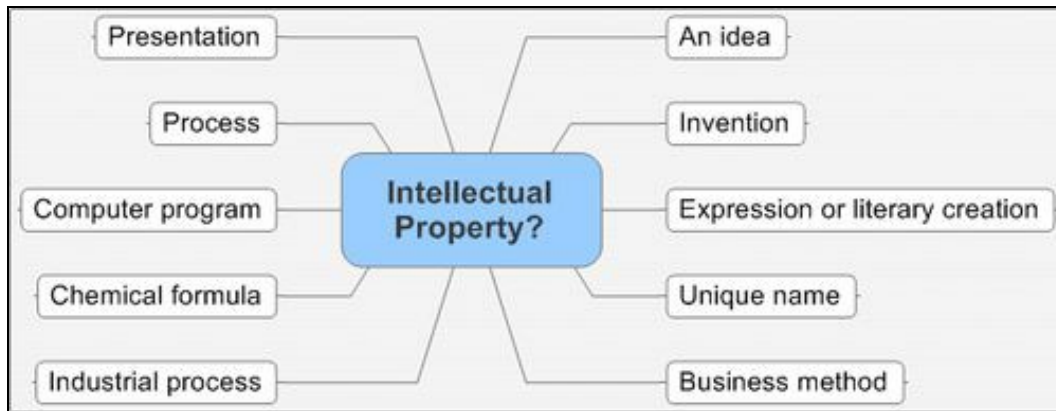 Presentation
An idea
Process
Invention
Intellectual
Property?
Computer program
Expression or literary creation
Chemical formula
Unique name
Industrial process
Business method